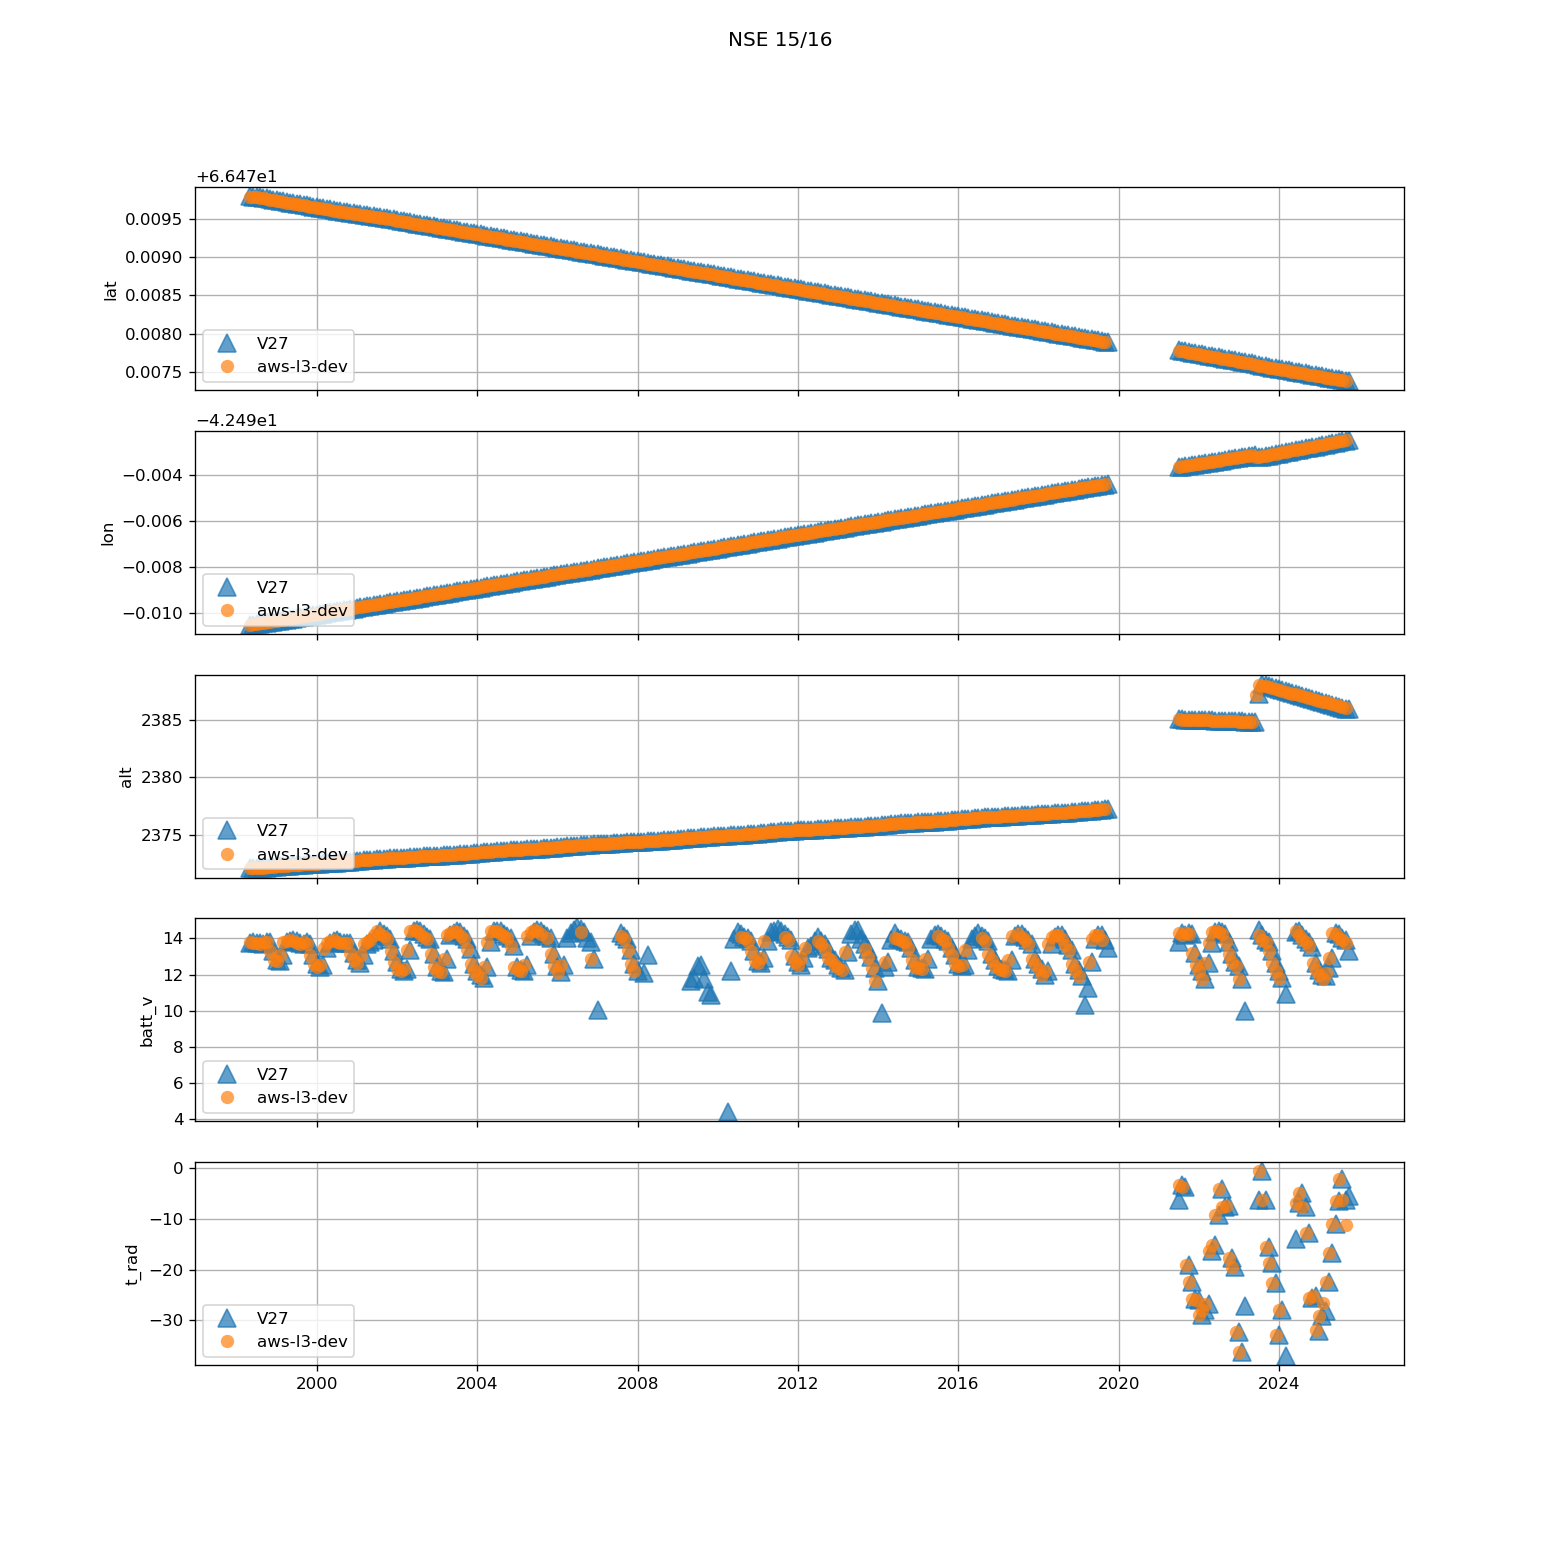 NSE 15/16
+6.647e1
0.0095
0.0090
0.0085
0.0080
0.0075
lat
V27
aws-l3-dev
−4.249e1
−0.004
−0.006
−0.008
−0.010
lon
V27
aws-l3-dev
2385
2380
2375
alt
V27
aws-l3-dev
14
12
10
8
6
4
batt_v
V27
aws-l3-dev
0
−10
−20
−30
t_rad
V27
aws-l3-dev
2000 2004 2008 2012 2016 2020 2024